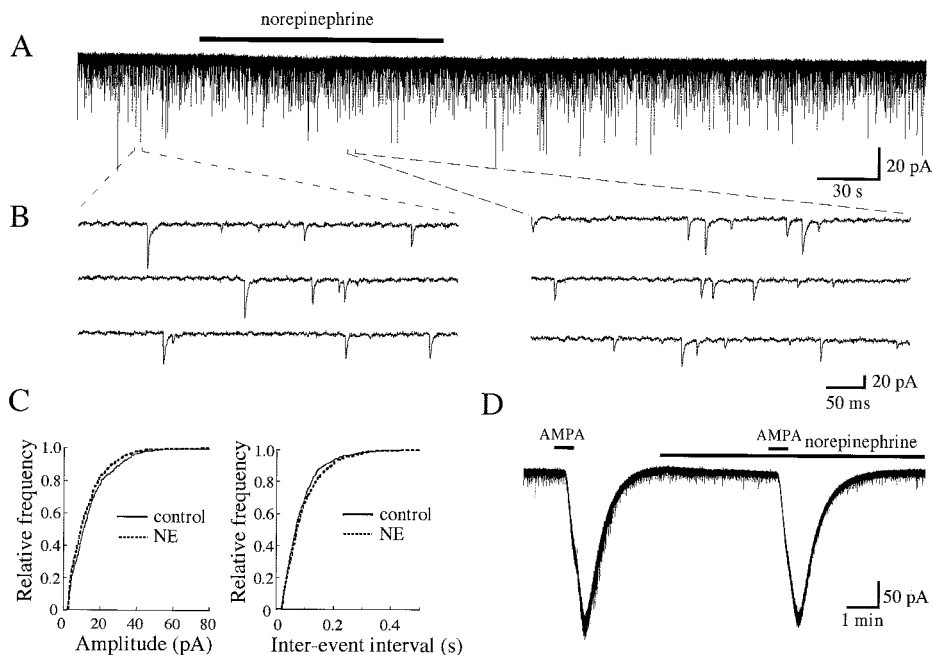 A
norepinephrine
20 pA
30 s
B
20 pA
50 ms
C
Relative frequency
1.0
0.8
0.6
0.4
0.2
0
control
NE
0
20
40
60
80
Amplitude (pA)
Relative frequency
1.0
0.8
0.6
0.4
0.2
0
control
NE
0
0.2
0.4
Inter-event interval (s)
D
AMPA
AMPA
norepinephrine
50 pA
1 min